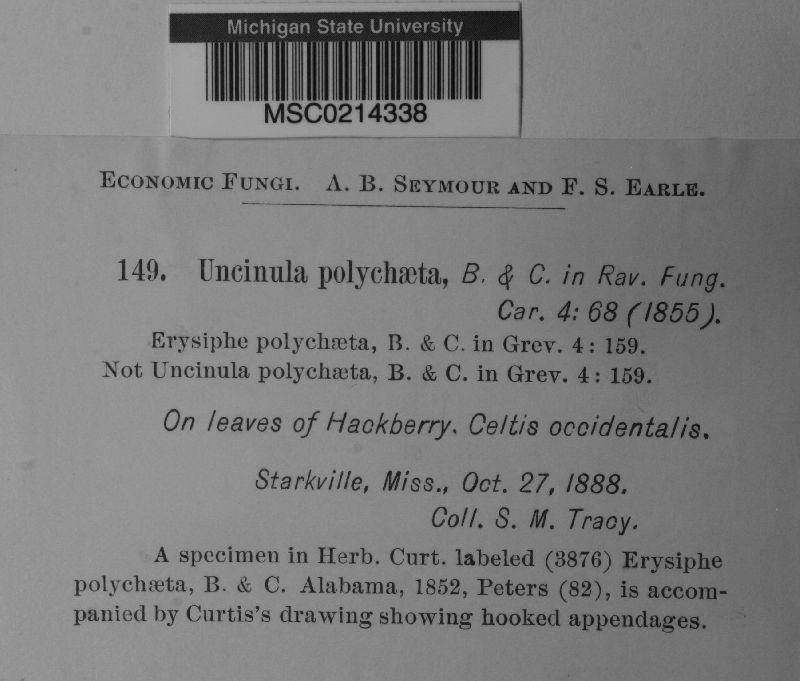 Michigan State University
MSC0214338
Economic Fungi. A. B. Seymour and F. S. Earle.
149. Uncinula polychæta, B. & C. in Rav. Fung.
Car. 4: 68 (1855).
Erysiphe polychæta, B. & C. in Grev. 4: 159.
Not Uncinula polychæta, B. & C. in Grev. 4: 159.
On leaves of Hackberry. Celtis occidentalis.
Starkville, Miss., Oct. 27, 1888.
Coll. S. M. Tracy.
A specimen in Herb. Curt. labeled (3876) Erysiphe
polychæta, B. & C. Alabama, 1852, Peters (82), is accom-
panied by Curtis's drawing showing hooked appendages.